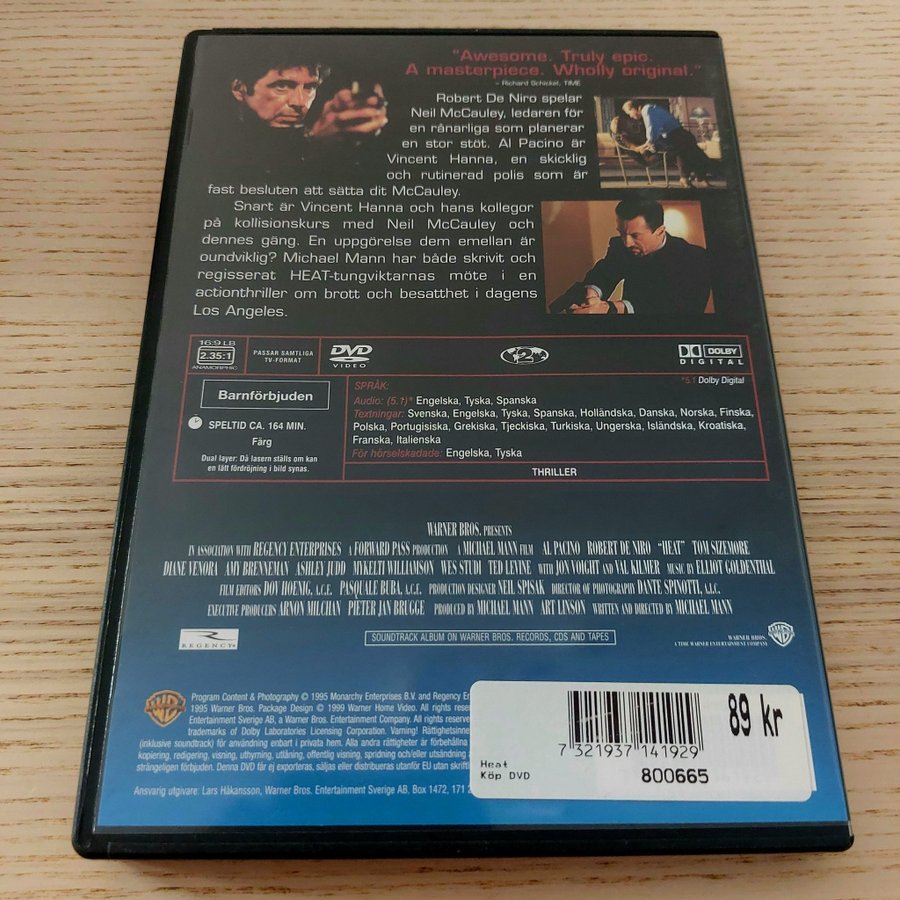 "Awesome. Truly epic.
A masterpiece. Wholly original."
– Richard Schickel, TIME
Robert De Niro spelar
Neil McCauley, ledaren för
en rånarliga som planerar
en stor stöt. Al Pacino är
Vincent Hanna, en skicklig
och rutinerad polis som är
fast besluten att sätta dit McCauley.
Snart är Vincent Hanna och hans kollegor
på kollisionskurs med Neil McCauley och
dennes gäng. En uppgörelse dem emellan är
oundviklig? Michael Mann har både skrivit och
regisserat HEAT-tungviktarnas möte i en
actionthriller om brott och besatthet i dagens
Los Angeles.
16:9 LB
2.35:1
ANAMORPHIC
PASSAR SAMTLIGA
TV-FORMAT
DVD
VIDEO
2
DOLBY
DIGITAL
Barnförbjuden
SPELTID CA. 164 MIN.
Färg
Dual layer: Då lasern ställs om kan
en lätt fördröjning i bild synas.
SPRÅK:
*5.1 Dolby Digital
Audio: (5.1)* Engelska, Tyska, Spanska
Textningar: Svenska, Engelska, Tyska, Spanska, Holländska, Danska, Norska, Finska,
Polska, Portugisiska, Grekiska, Tjeckiska, Turkiska, Ungerska, Isländska, Kroatiska,
Franska, Italienska
För hörselskadade: Engelska, Tyska
THRILLER
WARNER BROS. PRESENTS
IN ASSOCIATION WITH REGENCY ENTERPRISES A FORWARD PASS PRODUCTION A MICHAEL MANN FILM AL PACINO ROBERT DE NIRO "HEAT" TOM SIZEMORE
DIANE VENORA AMY BRENNEMAN ASHLEY JUDD MYKELTI WILLIAMSON WES STUDI TED LEVINE WITH JON VOIGHT AND VAL KILMER MUSIC BY ELLIOT GOLDENTHAL
FILM EDITORS DOV HOENIG, A.C.E. PASQUALE BUBA, A.C.E. PRODUCTION DESIGNER NEIL SPISAK DIRECTOR OF PHOTOGRAPHY DANTE SPINOTTI, A.I.C.
EXECUTIVE PRODUCERS ARNON MILCHAN PIETER JAN BRUGGE PRODUCED BY MICHAEL MANN ART LINSON WRITTEN AND DIRECTED BY MICHAEL MANN
REGENCY
SOUNDTRACK ALBUM ON WARNER BROS. RECORDS, CDS AND TAPES
WARNER BROS.
A TIME WARNER ENTERTAINMENT COMPANY
Program Content & Photography © 1995 Monarchy Enterprises B.V. and Regency En
1995 Warner Bros. Package Design © 1999 Warner Home Video. All rights
Entertainment Sverige AB, a Warner Bros. Entertainment Company. All rights reserve
trademarks of Dolby Laboratories Licensing Corporation. Varning! Rättighetsinne
(inklusive soundtrack) för användning enbart i privata hem. Alla andra rättigheter är förbehållna
kopiering, redigering, visning, uthyrning, utlåning, offentlig visning, spridning och/eller utsändning
strängeligen förbjuden. Denna DVD får ej exporteras, säljas eller distribueras utanför EU utan skriftl
Ansvarig utgivare: Lars Håkansson, Warner Bros. Entertainment Sverige AB, Box 1472, 171 2
89 kr
7 321937 141929
Heat
Köp DVD
800665